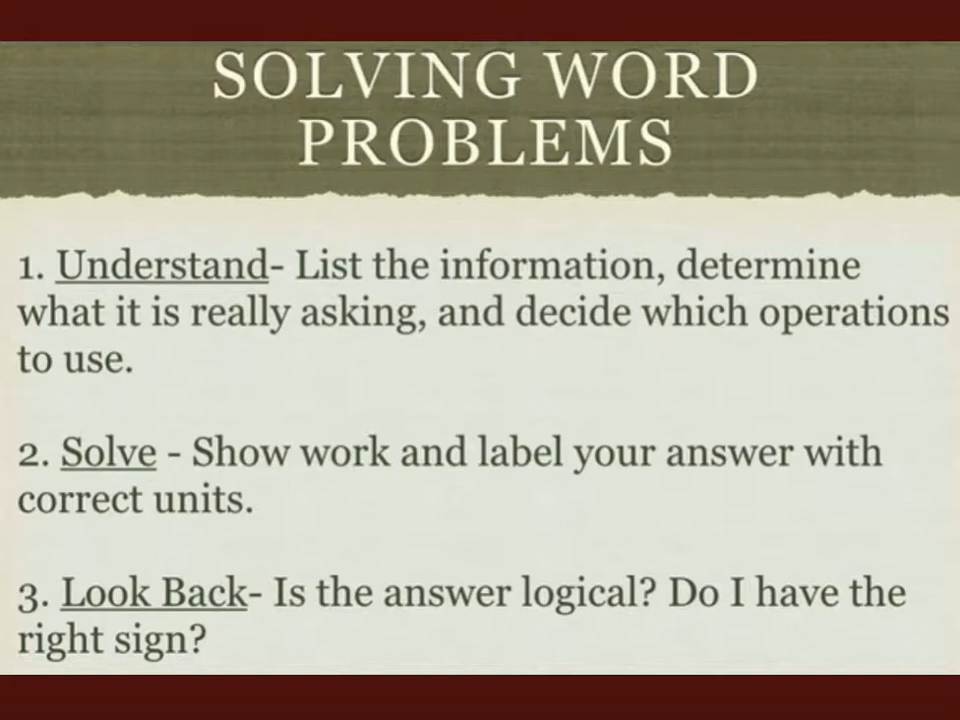 SOLVING WORD
PROBLEMS
1. Understand- List the information, determine
what it is really asking, and decide which operations
to use.
2. Solve - Show work and label your answer with
correct units.
3. Look Back- Is the answer logical? Do I have the
right sign?